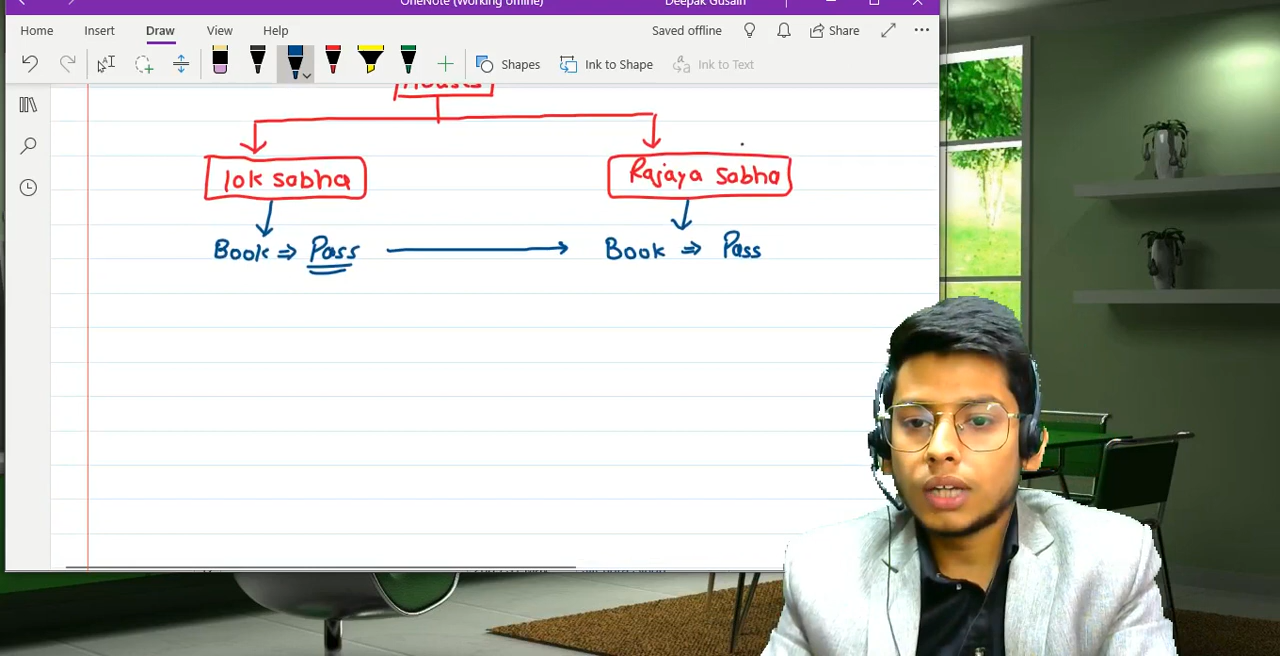 OneNote (Working offline)
Deepak Gusain
Home Insert Draw View Help
Saved offline
Share
Shapes
Ink to Shape
Ink to Text
Houses
lok sabha
Rajaya Sabha
Book ⇒ Pass
Book ⇒ Pass